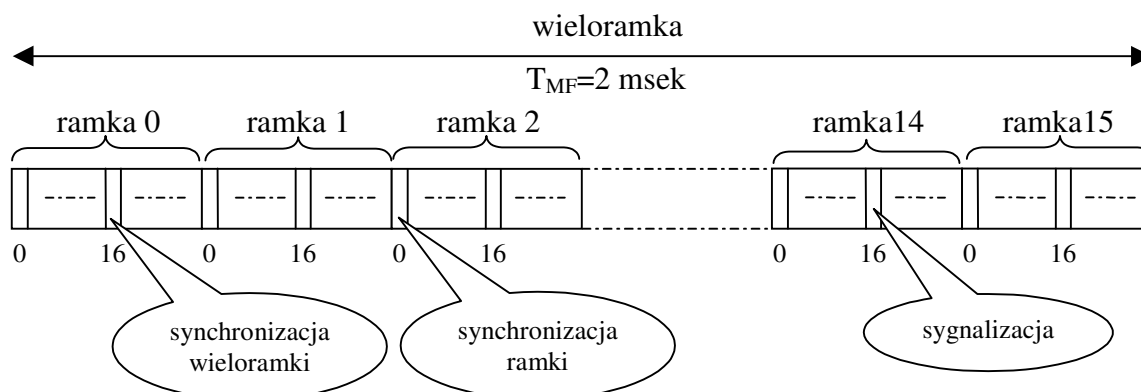 wieloramka
T_MF=2 msek
ramka 0 ramka 1 ramka 2 ramka14 ramka15
0 16 0 16 0 16 0 16 0 16
synchronizacja
wieloramki
synchronizacja
ramki
sygnalizacja